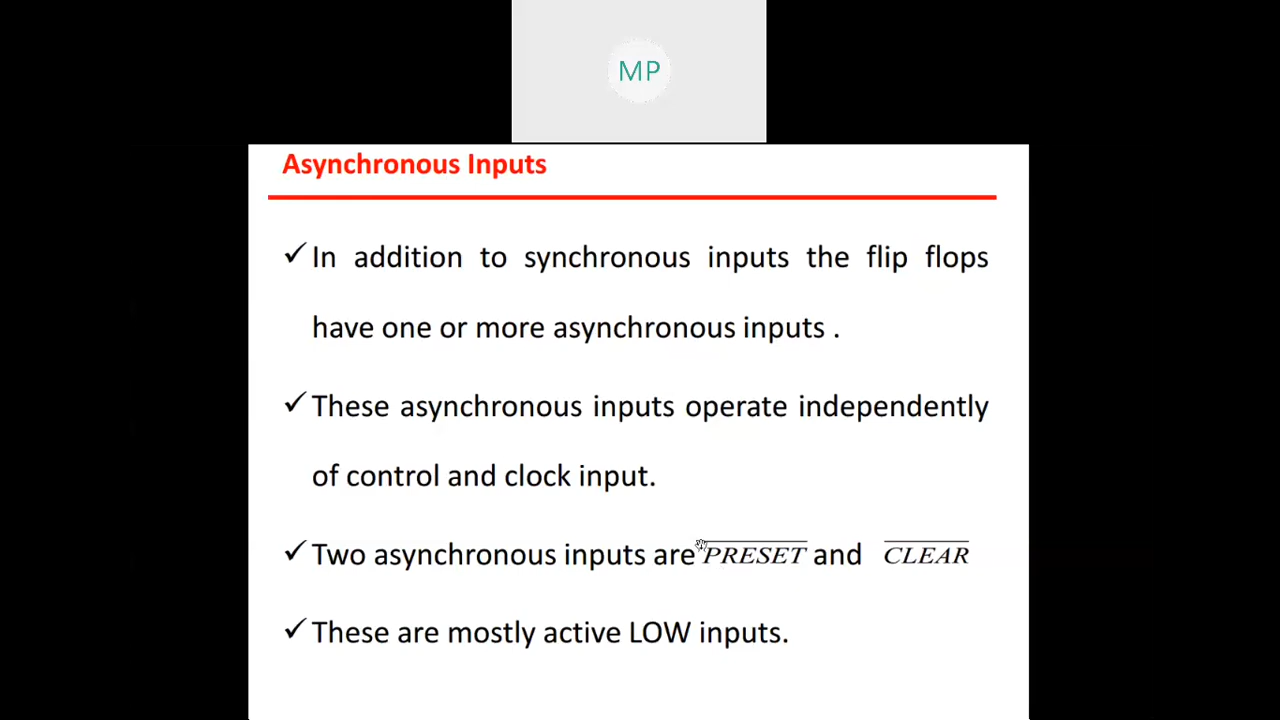 MP
Asynchronous Inputs
✓ In addition to synchronous inputs the flip flops
have one or more asynchronous inputs .
✓ These asynchronous inputs operate independently
of control and clock input.
✓ Two asynchronous inputs are P̅R̅E̅S̅E̅T̅ and C̅L̅E̅A̅R̅
✓ These are mostly active LOW inputs.